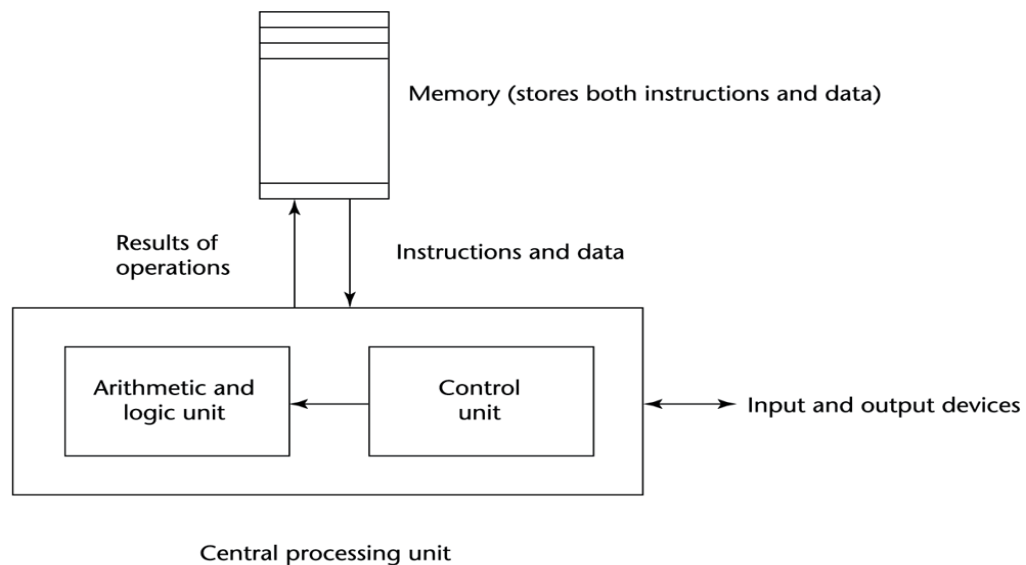 Memory (stores both instructions and data)
Results of
operations
Instructions and data
Arithmetic and
logic unit
Control
unit
Input and output devices
Central processing unit